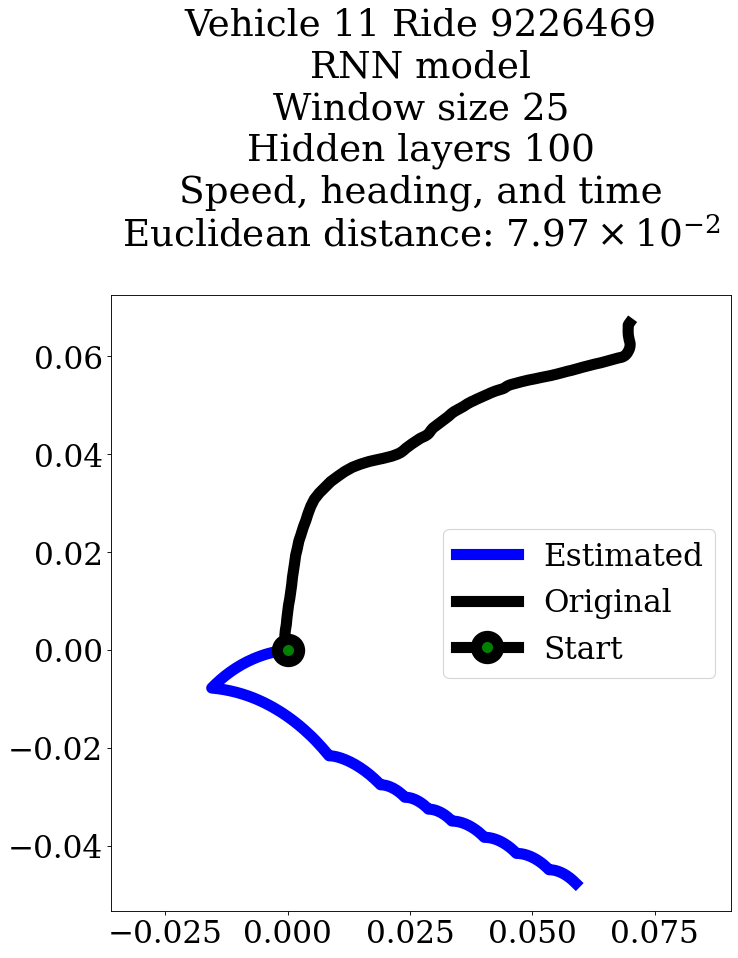 Vehicle 11 Ride 9226469
RNN model
Window size 25
Hidden layers 100
Speed, heading, and time
Euclidean distance: 7.97 × 10⁻²
0.06
0.04
0.02
0.00
−0.02
−0.04
Estimated
Original
Start
−0.025 0.000 0.025 0.050 0.075